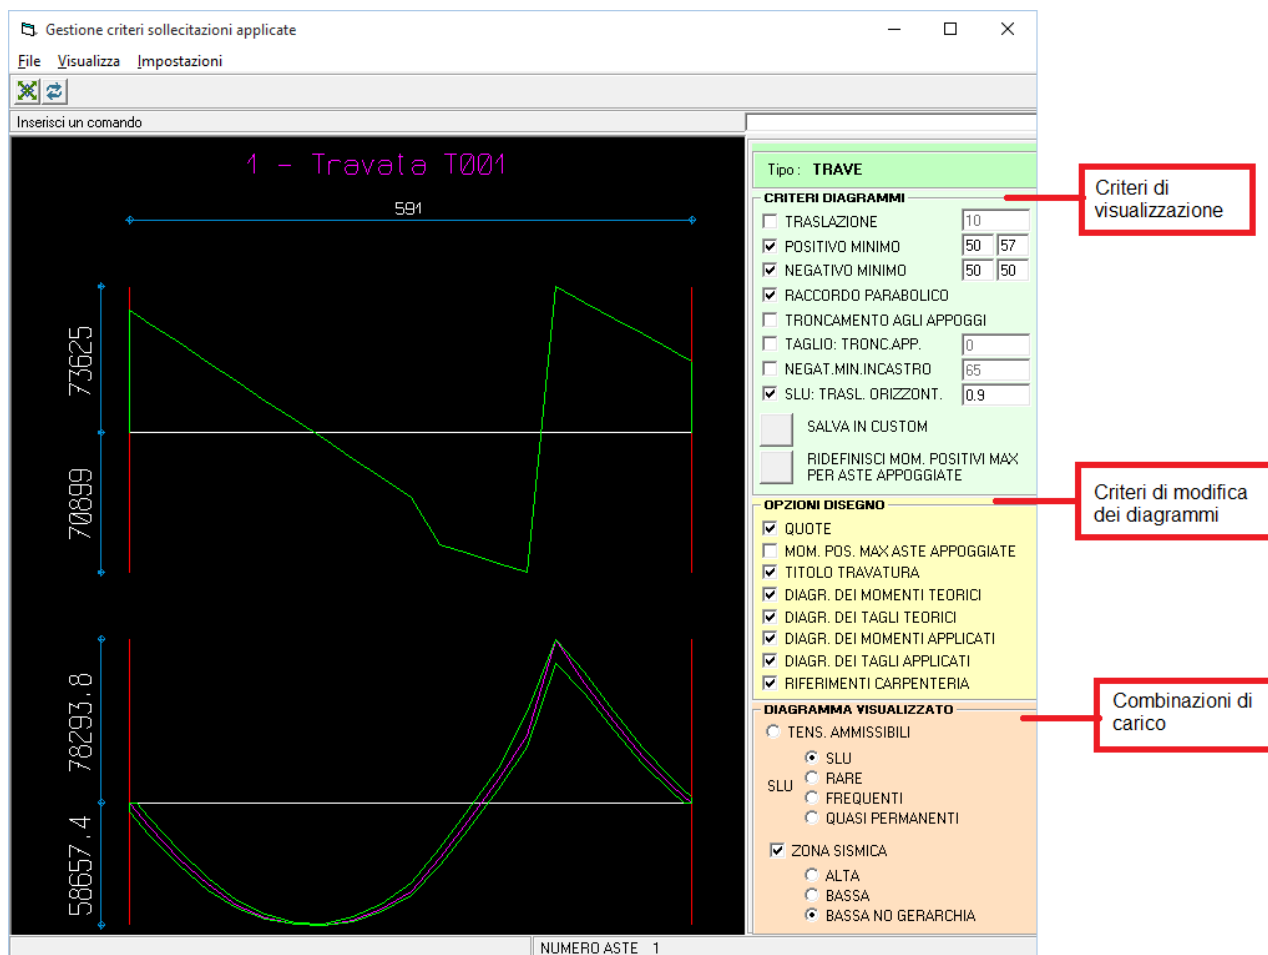 Gestione criteri sollecitazioni applicate
File Visualizza Impostazioni
Inserisci un comando
1 - Travata T001
591
73625
70899
78293.8
58657.4
Tipo : TRAVE
CRITERI DIAGRAMMI
TRASLAZIONE 10
POSITIVO MINIMO 50 57
NEGATIVO MINIMO 50 50
RACCORDO PARABOLICO
TRONCAMENTO AGLI APPOGGI
TAGLIO: TRONC.APP. 0
NEGAT.MIN.INCASTRO 65
SLU: TRASL. ORIZZONT. 0.9
SALVA IN CUSTOM
RIDEFINISCI MOM. POSITIVI MAX
PER ASTE APPOGGIATE
OPZIONI DISEGNO
QUOTE
MOM. POS. MAX ASTE APPOGGIATE
TITOLO TRAVATURA
DIAGR. DEI MOMENTI TEORICI
DIAGR. DEI TAGLI TEORICI
DIAGR. DEI MOMENTI APPLICATI
DIAGR. DEI TAGLI APPLICATI
RIFERIMENTI CARPENTERIA
DIAGRAMMA VISUALIZZATO
TENS. AMMISSIBILI
SLU
SLU
RARE
FREQUENTI
QUASI PERMANENTI
ZONA SISMICA
ALTA
BASSA
BASSA NO GERARCHIA
NUMERO ASTE 1
Criteri di
visualizzazione
Criteri di modifica
dei diagrammi
Combinazioni di
carico